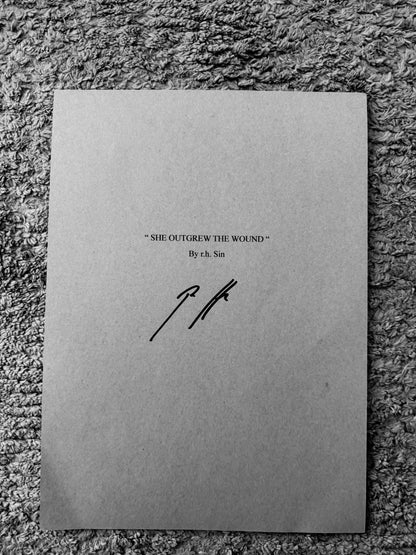 “ SHE OUTGREW THE WOUND “
By r.h. Sin